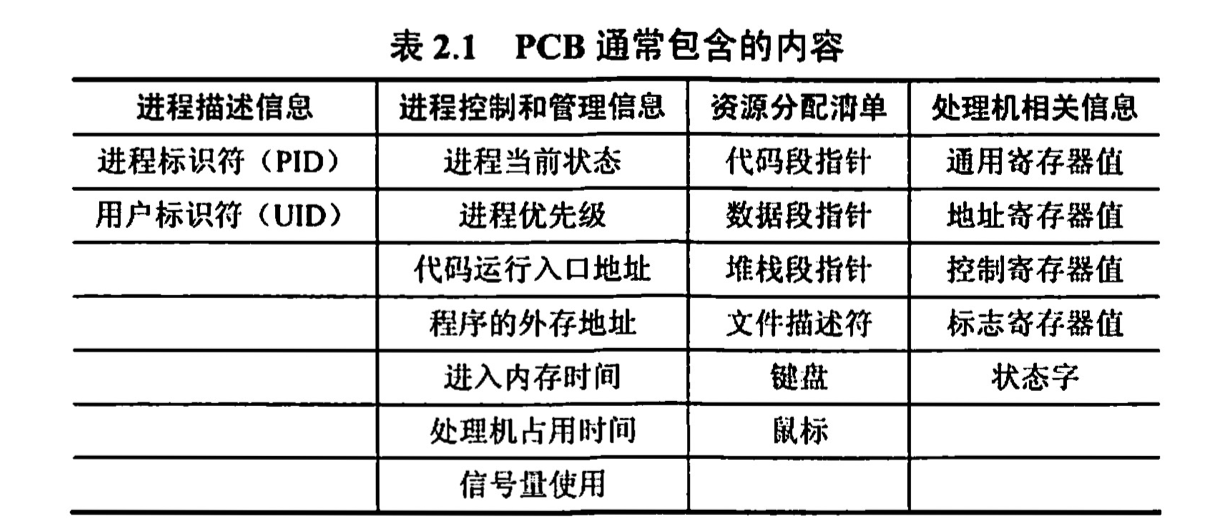 表 2.1 PCB 通常包含的内容
进程描述信息 进程控制和管理信息 资源分配清单 处理机相关信息
进程标识符（PID） 进程当前状态 代码段指针 通用寄存器值
用户标识符（UID） 进程优先级 数据段指针 地址寄存器值
代码运行入口地址 堆栈段指针 控制寄存器值
程序的外存地址 文件描述符 标志寄存器值
进入内存时间 键盘 状态字
处理机占用时间 鼠标
信号量使用